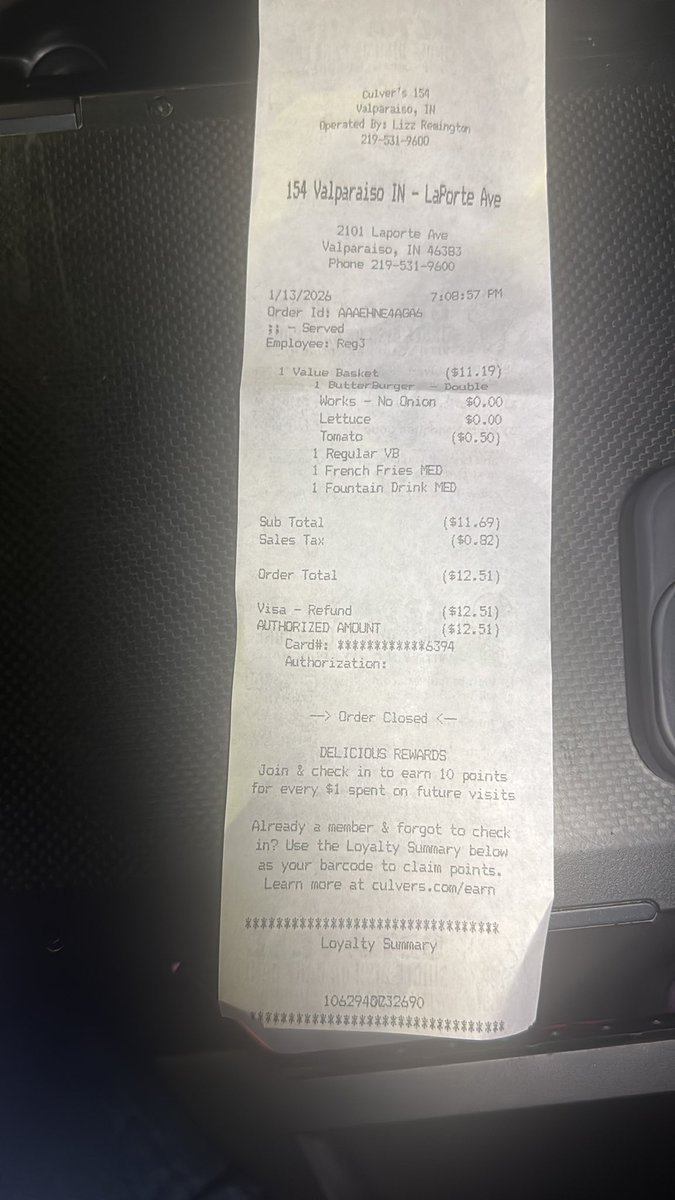 Culver's 154
Valparaiso, IN
Operated By: Lizz Remington
219-531-9600
154 Valparaiso IN - LaPorte Ave
2101 Laporte Ave
Valparaiso, IN 46383
Phone 219-531-9600
1/13/2026 7:08:57 PM
Order Id: AAAEHNE4AGA6
- Served
Employee: Reg3
1 Value Basket ($11.19)
1 ButterBurger - Double
Works - No Onion $0.00
Lettuce $0.00
Tomato ($0.50)
1 Regular VB
1 French Fries MED
1 Fountain Drink MED
Sub Total ($11.69)
Sales Tax ($0.82)
Order Total ($12.51)
Visa - Refund ($12.51)
AUTHORIZED AMOUNT ($12.51)
Card#: ************6394
Authorization:
--> Order Closed <--
DELICIOUS REWARDS
Join & check in to earn 10 points
for every $1 spent on future visits
Already a member & forgot to check
in? Use the Loyalty Summary below
as your barcode to claim points.
Learn more at culvers.com/earn
*********************************
Loyalty Summary
*********************************